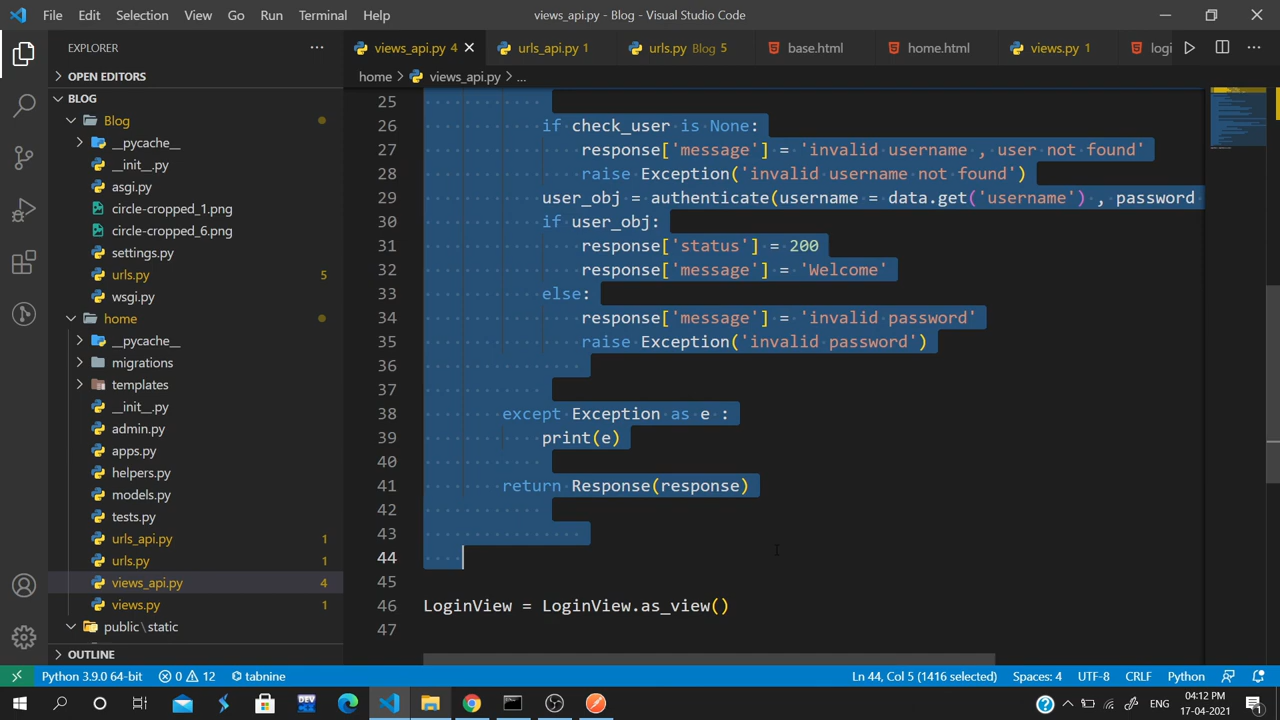 File Edit Selection View Go Run Terminal Help
views_api.py - Blog - Visual Studio Code
EXPLORER
views_api.py 4
urls_api.py 1
urls.py Blog 5
base.html
home.html
views.py 1
logi
OPEN EDITORS
home > views_api.py > ...
BLOG
Blog
__pycache__
__init__.py
asgi.py
circle-cropped_1.png
circle-cropped_6.png
settings.py
urls.py 5
wsgi.py
home
__pycache__
migrations
templates
__init__.py
admin.py
apps.py
helpers.py
models.py
tests.py
urls_api.py 1
urls.py 1
views_api.py 4
views.py 1
public\static
OUTLINE
25
26 if check_user is None:
27 response['message'] = 'invalid username , user not found'
28 raise Exception('invalid username not found')
29 user_obj = authenticate(username = data.get('username') , password
30 if user_obj:
31 response['status'] = 200
32 response['message'] = 'Welcome'
33 else:
34 response['message'] = 'invalid password'
35 raise Exception('invalid password')
36
37
38 except Exception as e :
39 print(e)
40
41 return Response(response)
42
43
44
45
46 LoginView = LoginView.as_view()
47
Python 3.9.0 64-bit 0 12 tabnine Ln 44, Col 5 (1416 selected) Spaces: 4 UTF-8 CRLF Python
DEV
ENG
04:12 PM
17-04-2021
1